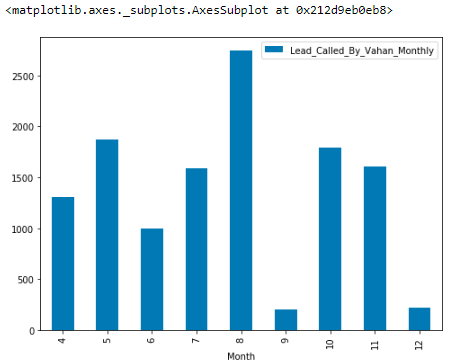 <matplotlib.axes._subplots.AxesSubplot at 0x212d9eb0eb8>
Lead_Called_By_Vahan_Monthly
2500
2000
1500
1000
500
0
4 5 6 7 8 9 10 11 12
Month